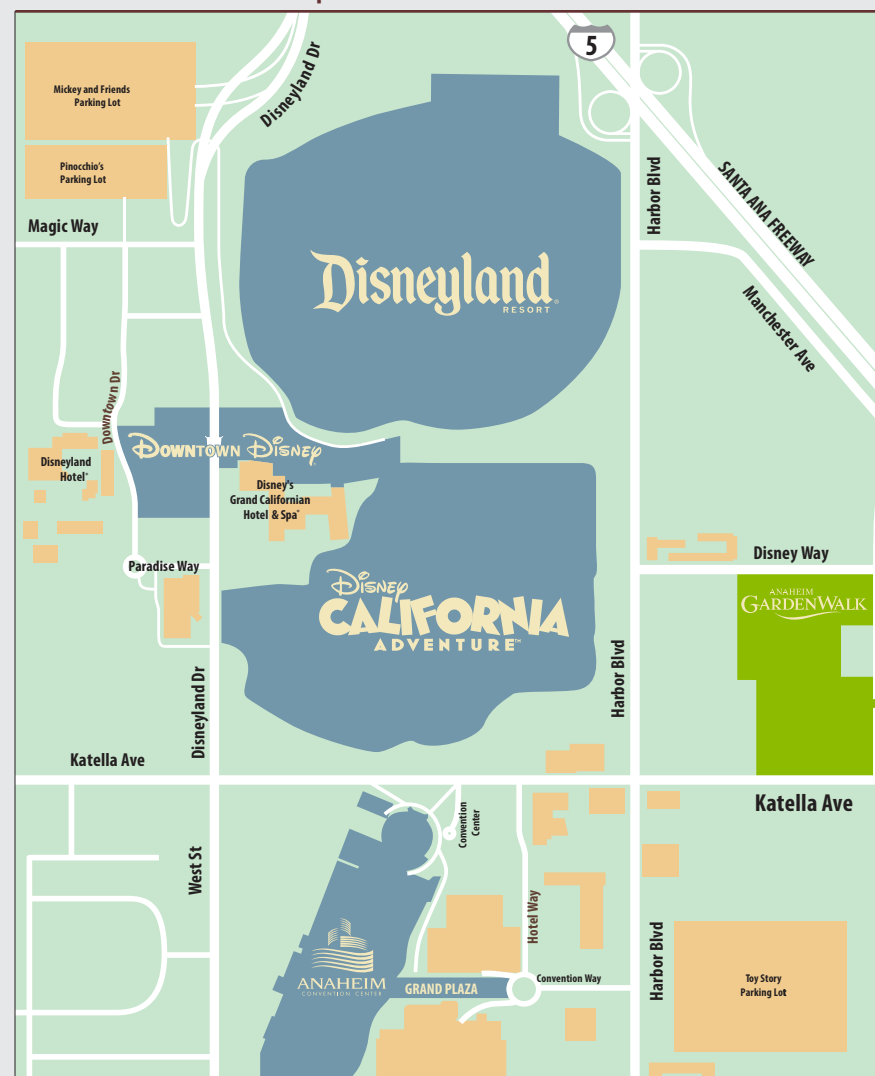 5
Disneyland Dr
Mickey and Friends
Parking Lot
Pinocchio's
Parking Lot
Harbor Blvd
SANTA ANA FREEWAY
Magic Way
Disneyland
RESORT
Manchester Ave
Downtown Dr
DOWNTOWN DISNEY
Disneyland
Hotel®
Disney's
Grand Californian
Hotel & Spa®
Disney Way
Paradise Way
DISNEY
CALIFORNIA
ADVENTURE™
ANAHEIM
GARDENWALK
Harbor Blvd
Disneyland Dr
Katella Ave
Katella Ave
Convention
Center
West St
Hotel Way
Harbor Blvd
ANAHEIM
CONVENTION CENTER
GRAND PLAZA
Convention Way
Toy Story
Parking Lot